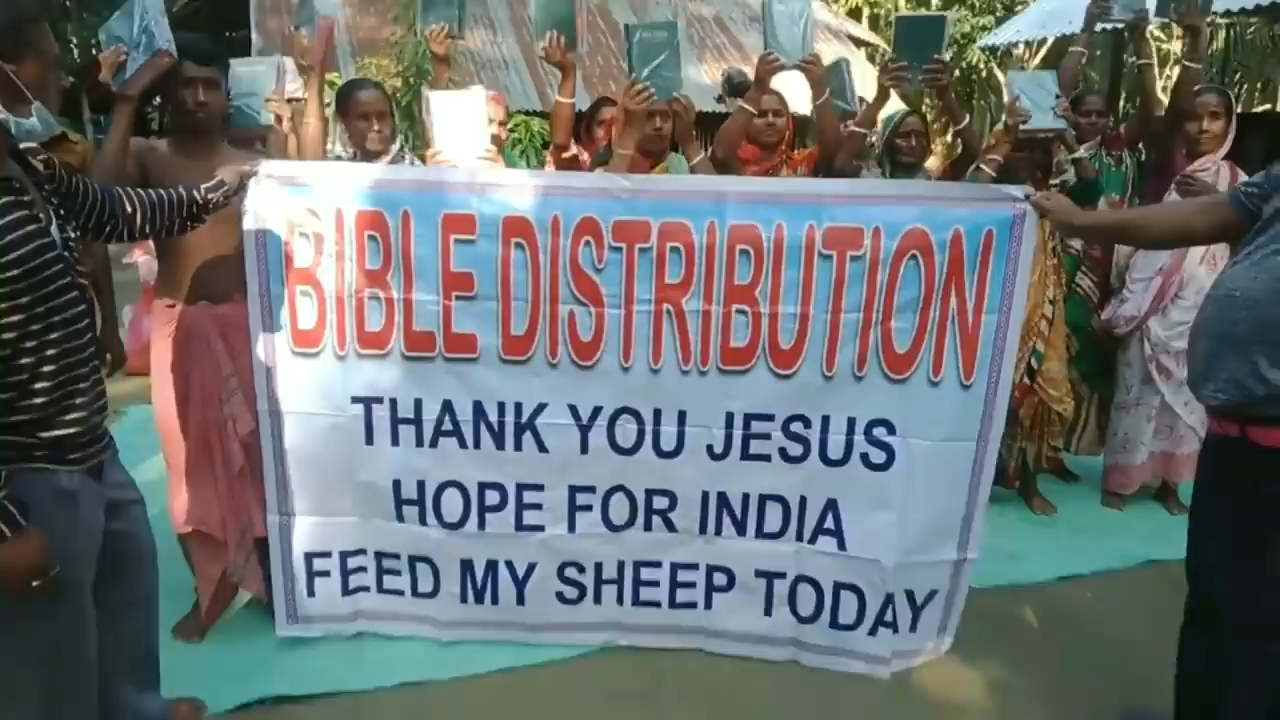 BIBLE DISTRIBUTION
THANK YOU JESUS
HOPE FOR INDIA
FEED MY SHEEP TODAY